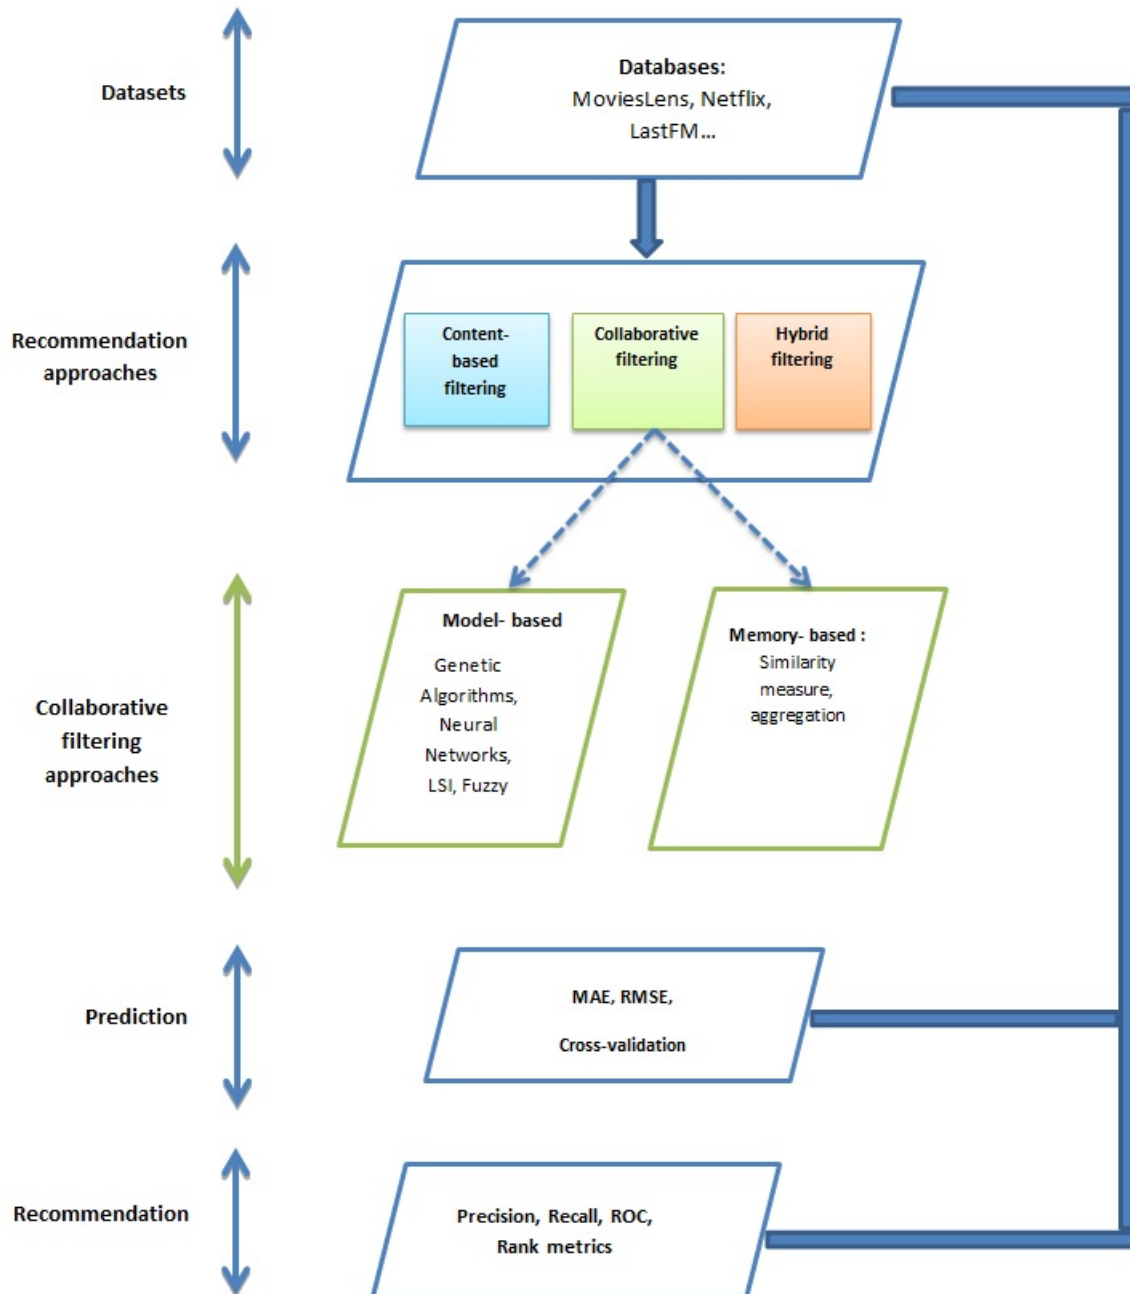 Datasets
Databases:
MoviesLens, Netflix,
LastFM...
Recommendation
approaches
Content-
based
filtering
Collaborative
filtering
Hybrid
filtering
Collaborative
filtering
approaches
Model- based
Genetic
Algorithms,
Neural
Networks,
LSI, Fuzzy
Memory- based :
Similarity
measure,
aggregation
Prediction
MAE, RMSE,
Cross-validation
Recommendation
Precision, Recall, ROC,
Rank metrics